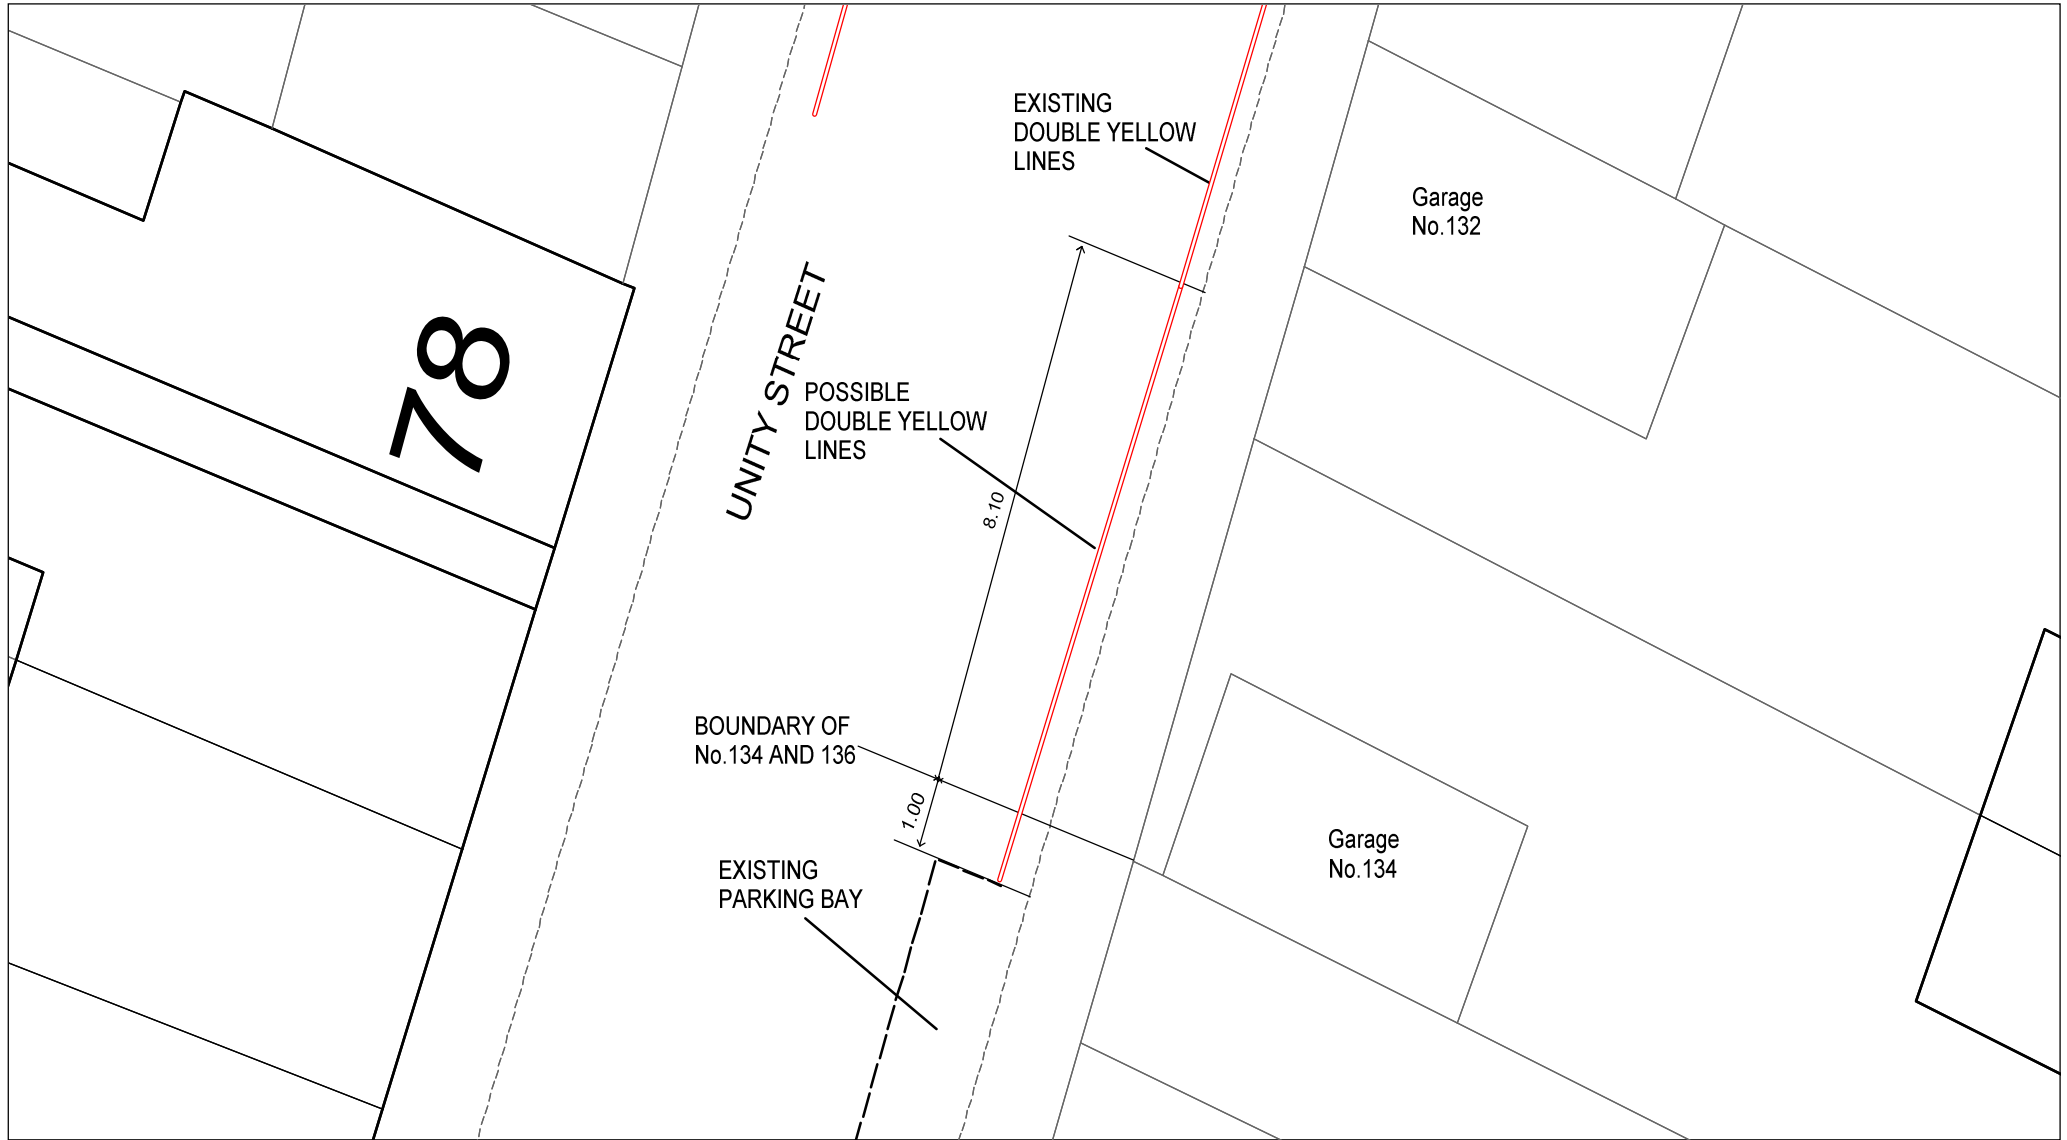 EXISTING
DOUBLE YELLOW
LINES
Garage
No.132
UNITY STREET
78
POSSIBLE
DOUBLE YELLOW
LINES
8.10
BOUNDARY OF
No.134 AND 136
1.00
Garage
No.134
EXISTING
PARKING BAY